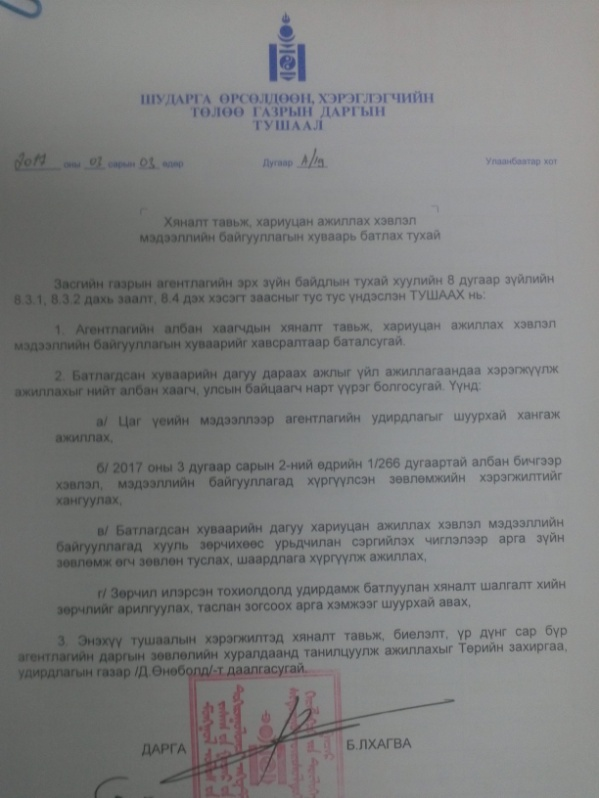 ШУДАРГА ӨРСӨЛДӨӨН, ХЭРЭГЛЭГЧИЙН
ТӨЛӨӨ ГАЗРЫН ДАРГЫН
ТУШААЛ
2017 оны 03 сарын 03 өдөр Дугаар А/19 Улаанбаатар хот
Хяналт тавьж, хариуцан ажиллах хэвлэл
мэдээллийн байгууллагын хуваарь батлах тухай
Засгийн газрын агентлагийн эрх зүйн байдлын тухай хуулийн 8 дугаар зүйлийн
8.3.1, 8.3.2 дахь заалт, 8.4 дэх хэсэгт заасныг тус тус үндэслэн ТУШААХ нь:
1. Агентлагийн албан хаагчдын хяналт тавьж, хариуцан ажиллах хэвлэл
мэдээллийн байгууллагын хуваарийг хавсралтаар баталсугай.
2. Батлагдсан хуваарийн дагуу дараах ажлыг үйл ажиллагаандаа хэрэгжүүлж
ажиллахыг нийт албан хаагч, улсын байцаагч нарт үүрэг болгосугай. Үүнд:
а/ Цаг үеийн мэдээллээр агентлагийн удирдлагыг шуурхай хангаж
ажиллах,
б/ 2017 оны 3 дугаар сарын 2-ний өдрийн 1/266 дугаартай албан бичгээр
хэвлэл, мэдээллийн байгууллагад хүргүүлсэн зөвлөмжийн хэрэгжилтийг
хангуулах,
в/ Батлагдсан хуваарийн дагуу хариуцан ажиллах хэвлэл мэдээллийн
байгууллагад хууль зөрчихөөс урьдчилан сэргийлэх чиглэлээр арга зүйн
зөвлөмж өгч зөвлөн туслах, шаардлага хүргүүлж ажиллах,
г/ Зөрчил илэрсэн тохиолдолд удирдамж батлуулан хяналт шалгалт хийн
зөрчлийг арилгуулах, таслан зогсоох арга хэмжээг шуурхай авах,
3. Энэхүү тушаалын хэрэгжилтэд хяналт тавьж, биелэлт, үр дүнг сар бүр
агентлагийн даргын зөвлөлийн хуралдаанд танилцуулж ажиллахыг Төрийн захиргаа,
удирдлагын газар /Д.Өнөболд/-т даалгасугай.
ДАРГА Б.ЛХАГВА